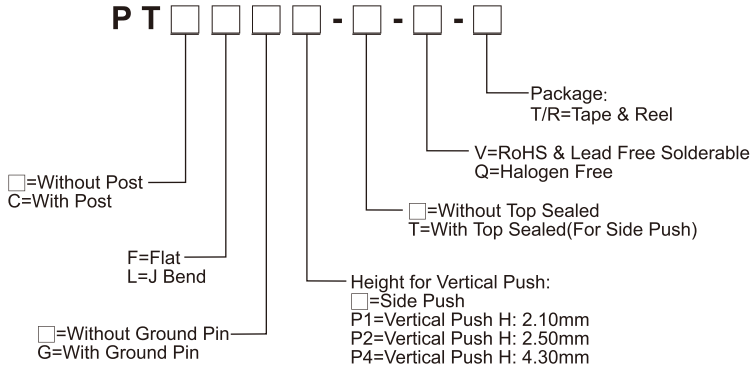 PT□□□□-□-□-□
Package:
T/R=Tape & Reel
V=RoHS & Lead Free Solderable
Q=Halogen Free
□=Without Post
C=With Post
□=Without Top Sealed
T=With Top Sealed(For Side Push)
F=Flat
L=J Bend
Height for Vertical Push:
□=Side Push
P1=Vertical Push H: 2.10mm
P2=Vertical Push H: 2.50mm
P4=Vertical Push H: 4.30mm
□=Without Ground Pin
G=With Ground Pin